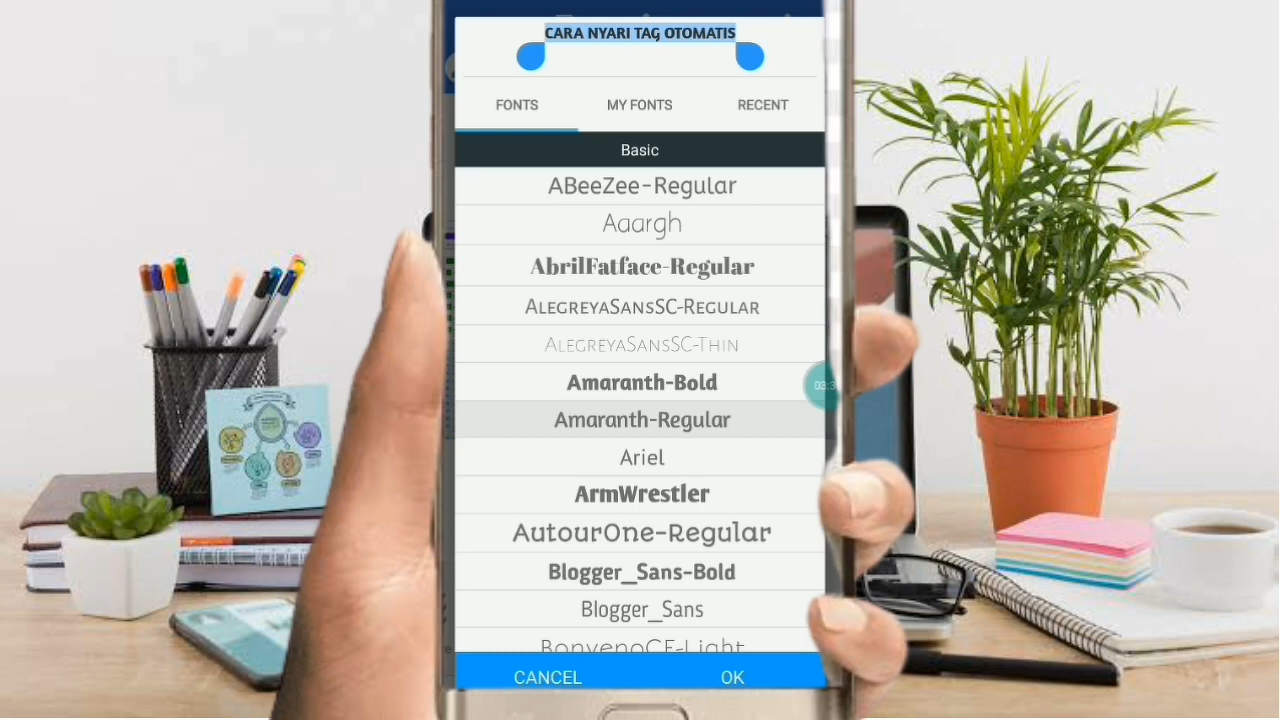 CARA NYARI TAG OTOMATIS
FONTS
MY FONTS
RECENT
Basic
ABeeZee-Regular
Aaargh
AbrilFatface-Regular
AlegreyaSansSC-Regular
AlegreyaSansSC-Thin
Amaranth-Bold
Amaranth-Regular
Ariel
ArmWrestler
AutourOne-Regular
Blogger_Sans-Bold
Blogger_Sans
BonvenoCF-Light
CANCEL
OK